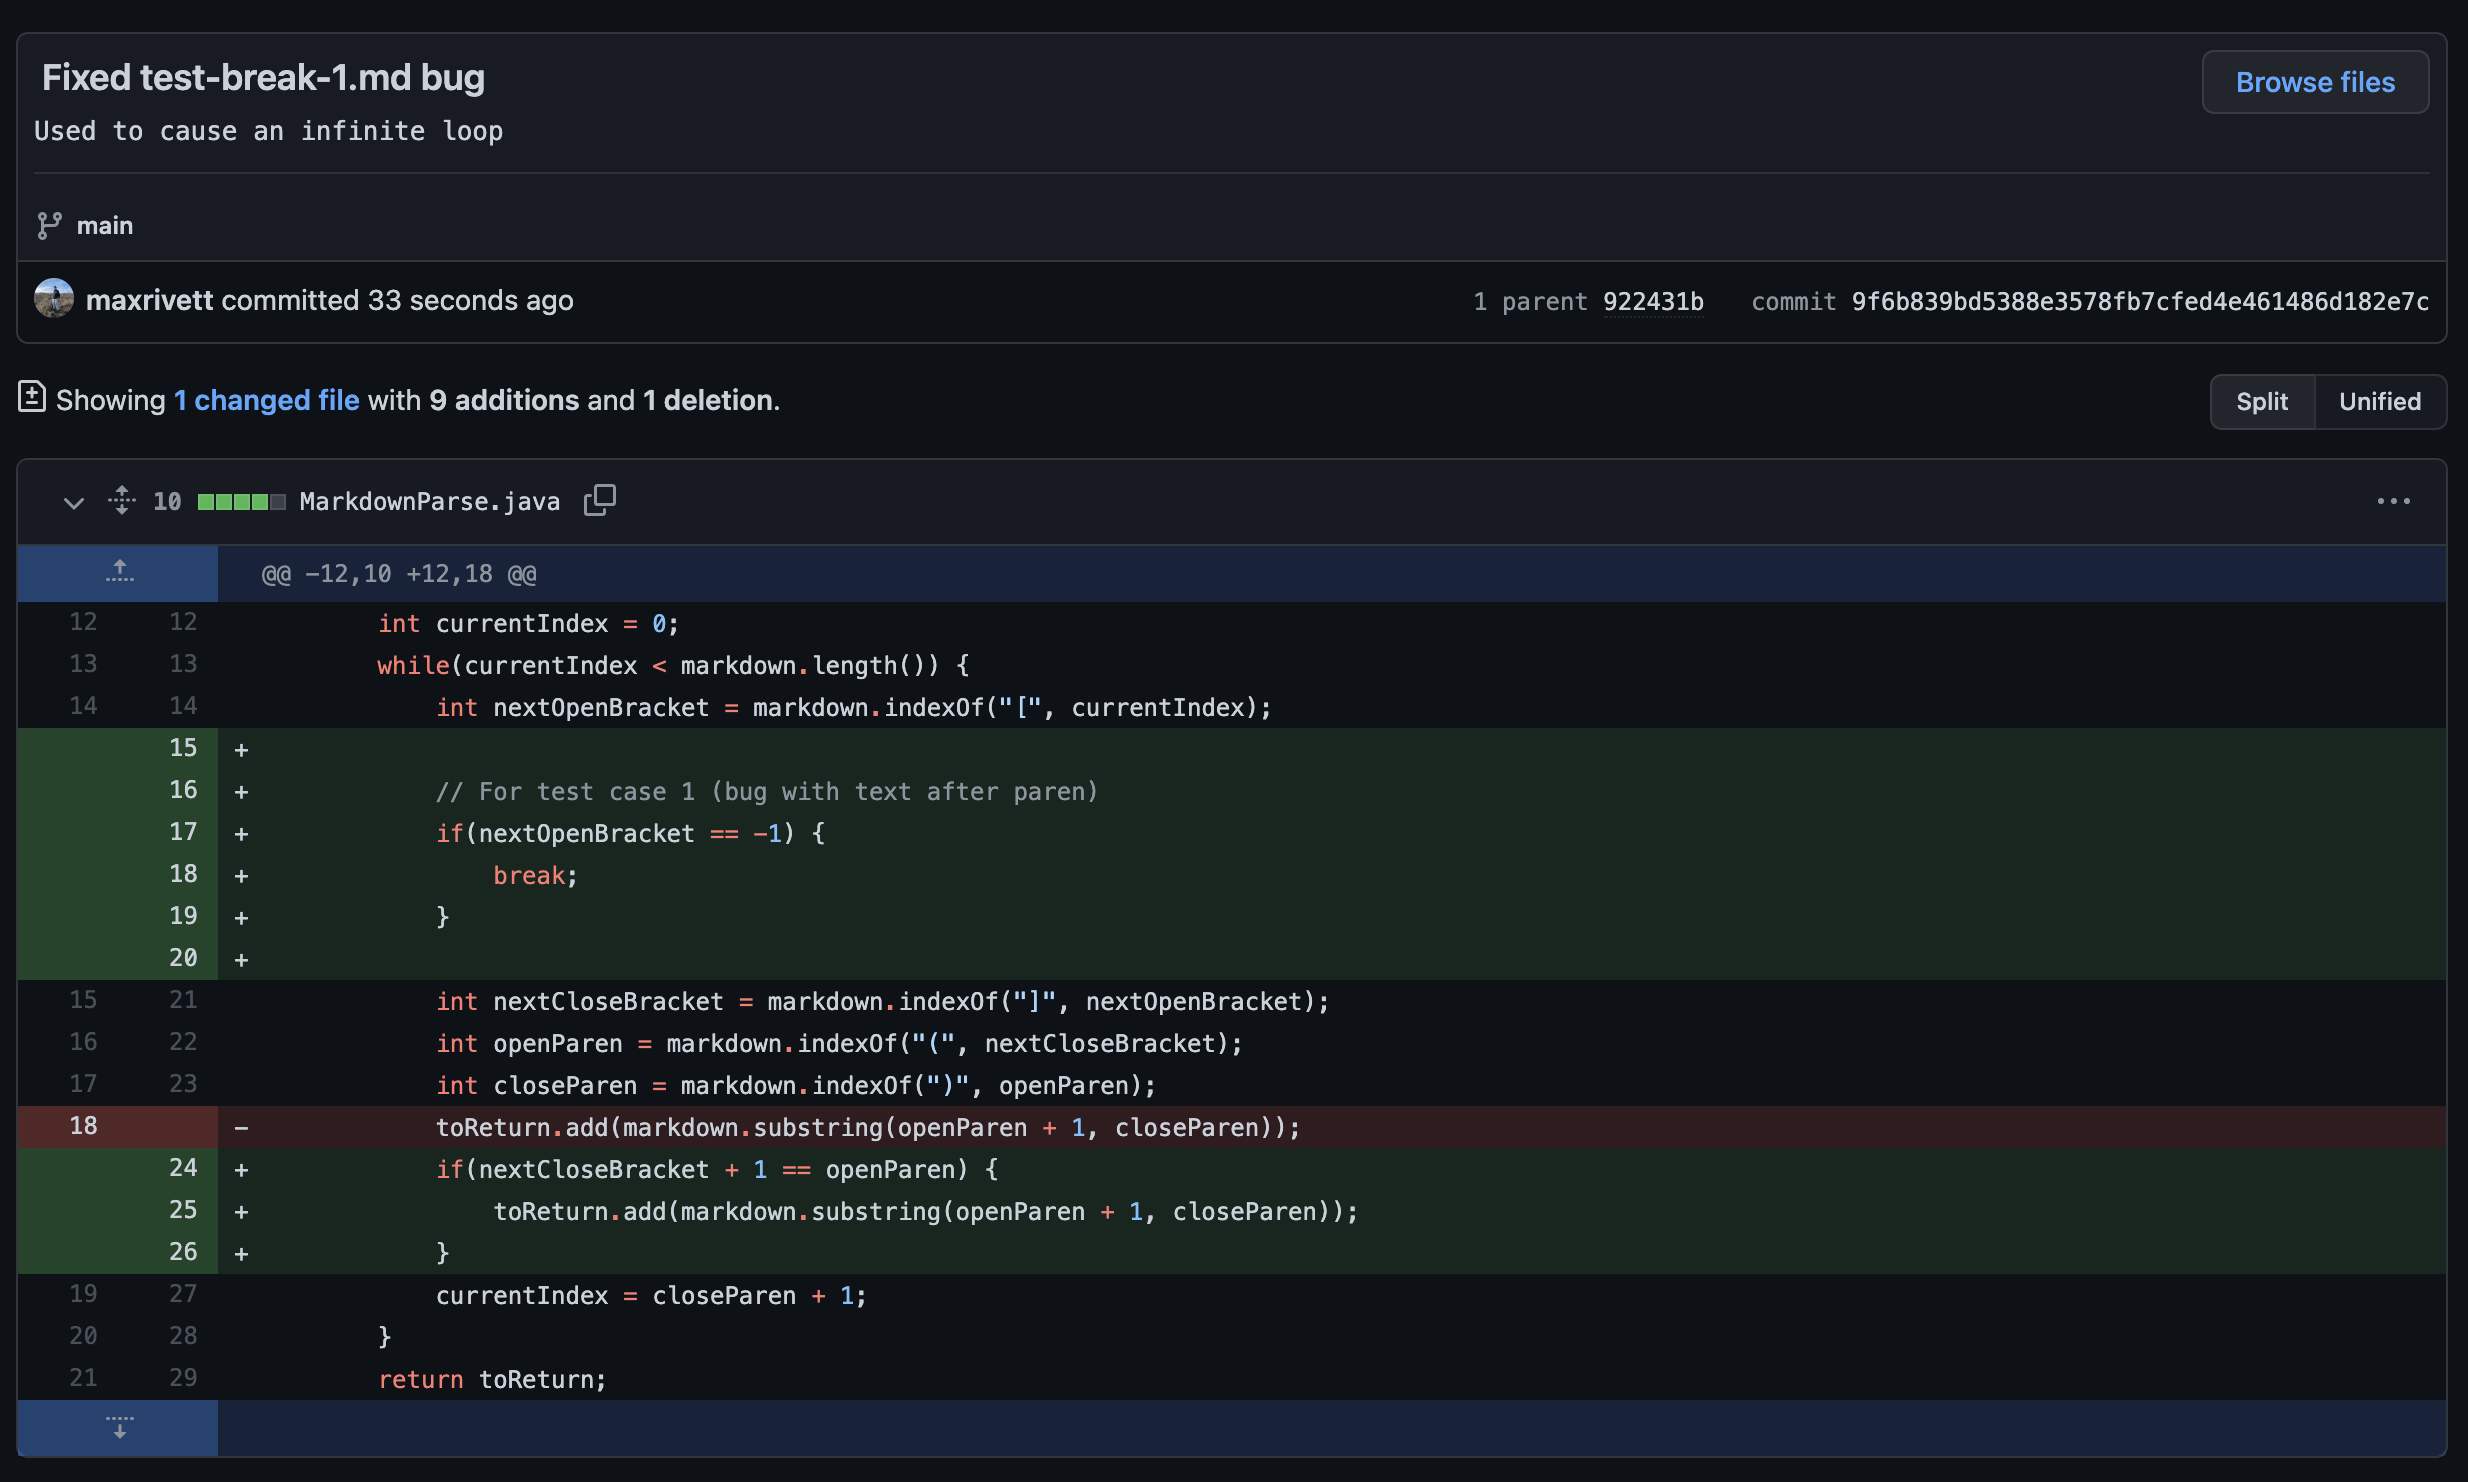 Fixed test-break-1.md bug
Browse files
Used to cause an infinite loop
main
maxrivett committed 33 seconds ago
1 parent 922431b commit 9f6b839bd5388e3578fb7cfed4e461486d182e7c
Showing 1 changed file with 9 additions and 1 deletion.
Split Unified
10 MarkdownParse.java
@@ -12,10 +12,18 @@
12 12 int currentIndex = 0;
13 13 while(currentIndex < markdown.length()) {
14 14 int nextOpenBracket = markdown.indexOf("[", currentIndex);
15 +
16 + // For test case 1 (bug with text after paren)
17 + if(nextOpenBracket == -1) {
18 + break;
19 + }
20 +
15 21 int nextCloseBracket = markdown.indexOf("]", nextOpenBracket);
16 22 int openParen = markdown.indexOf("(", nextCloseBracket);
17 23 int closeParen = markdown.indexOf(")", openParen);
18 - toReturn.add(markdown.substring(openParen + 1, closeParen));
24 + if(nextCloseBracket + 1 == openParen) {
25 + toReturn.add(markdown.substring(openParen + 1, closeParen));
26 + }
19 27 currentIndex = closeParen + 1;
20 28 }
21 29 return toReturn;